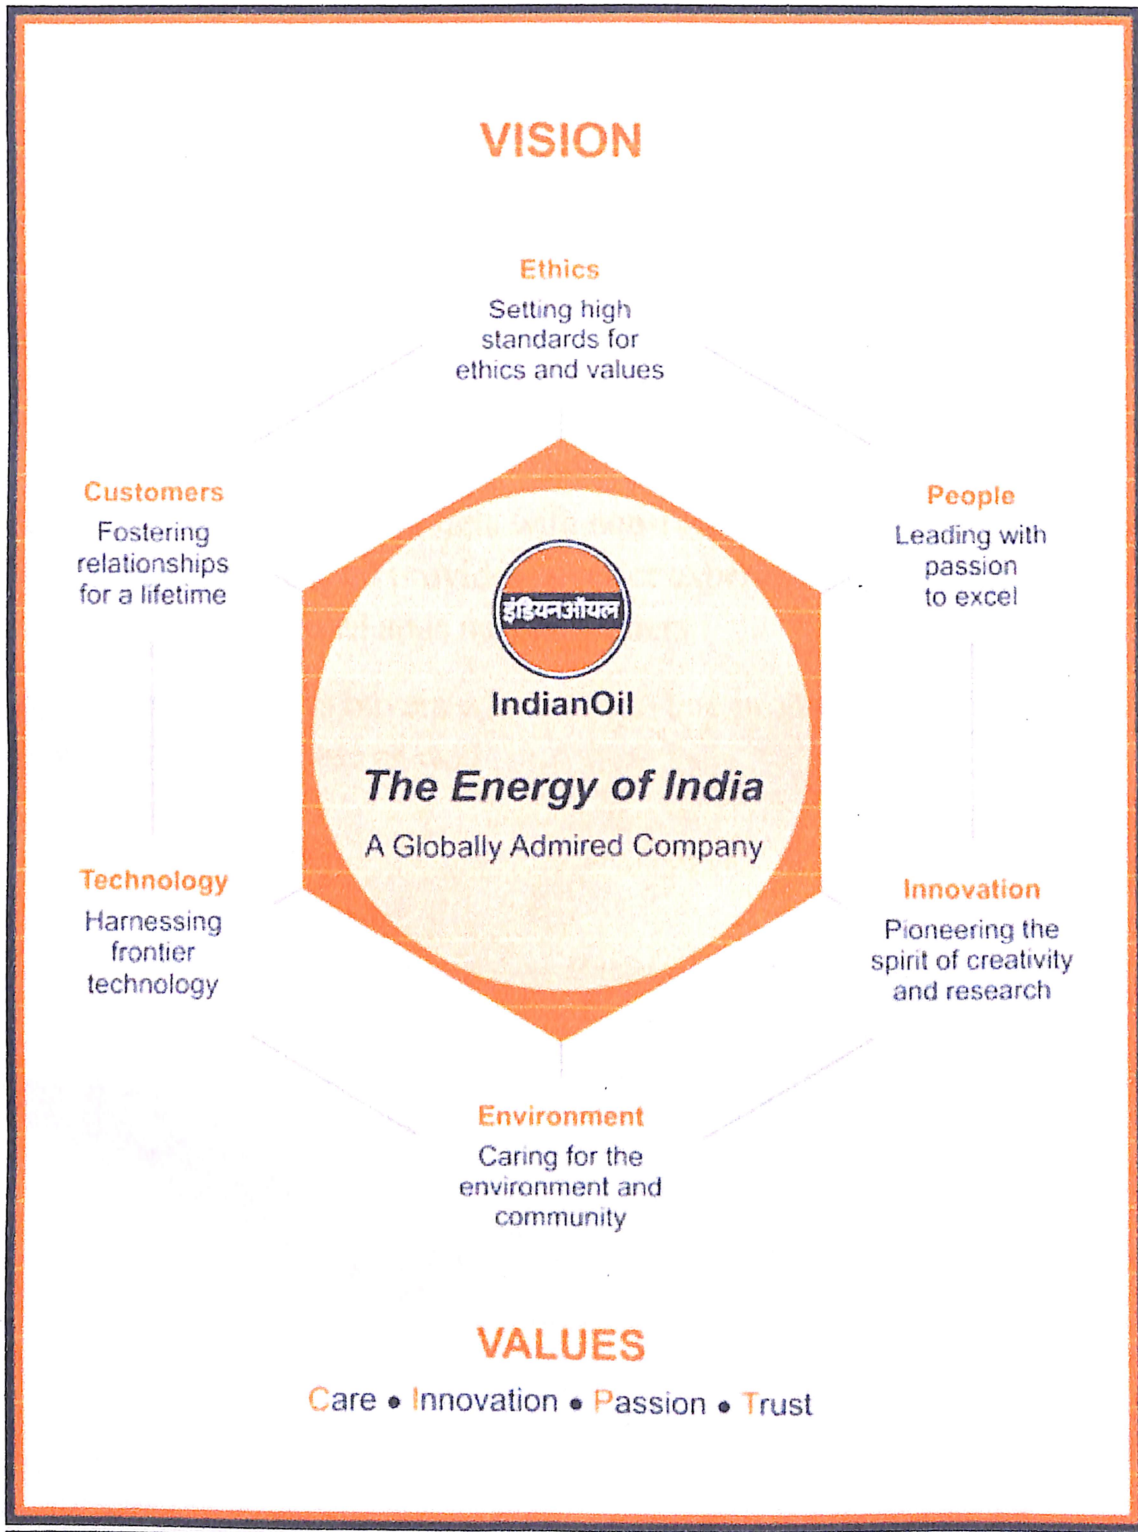 VISION
Ethics
Setting high
standards for
ethics and values
Customers
Fostering
relationships
for a lifetime
People
Leading with
passion
to excel
इंडियनऑयल
IndianOil
The Energy of India
A Globally Admired Company
Technology
Harnessing
frontier
technology
Innovation
Pioneering the
spirit of creativity
and research
Environment
Caring for the
environment and
community
VALUES
Care • Innovation • Passion • Trust